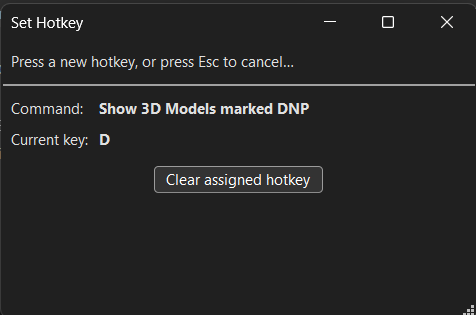 Set Hotkey
Press a new hotkey, or press Esc to cancel...
Command: Show 3D Models marked DNP
Current key: D
Clear assigned hotkey